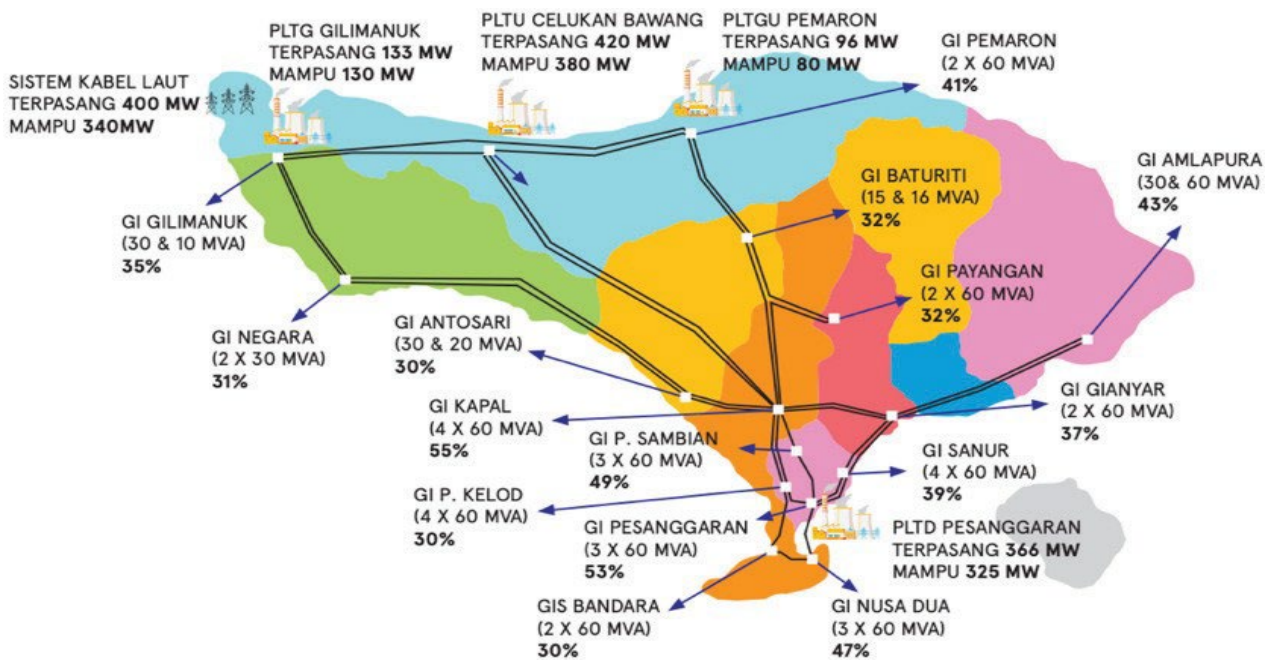 SISTEM KABEL LAUT
TERPASANG 400 MW
MAMPU 340MW
PLTG GILIMANUK
TERPASANG 133 MW
MAMPU 130 MW
PLTU CELUKAN BAWANG
TERPASANG 420 MW
MAMPU 380 MW
PLTGU PEMARON
TERPASANG 96 MW
MAMPU 80 MW
GI PEMARON
(2 X 60 MVA)
41%
GI AMLAPURA
(30& 60 MVA)
43%
GI BATURITI
(15 & 16 MVA)
32%
GI GILIMANUK
(30 & 10 MVA)
35%
GI PAYANGAN
(2 X 60 MVA)
32%
GI NEGARA
(2 X 30 MVA)
31%
GI ANTOSARI
(30 & 20 MVA)
30%
GI KAPAL
(4 X 60 MVA)
55%
GI GIANYAR
(2 X 60 MVA)
37%
GI P. SAMBIAN
(3 X 60 MVA)
49%
GI SANUR
(4 X 60 MVA)
39%
GI P. KELOD
(4 X 60 MVA)
30%
GI PESANGGARAN
(3 X 60 MVA)
53%
PLTD PESANGGARAN
TERPASANG 366 MW
MAMPU 325 MW
GIS BANDARA
(2 X 60 MVA)
30%
GI NUSA DUA
(3 X 60 MVA)
47%